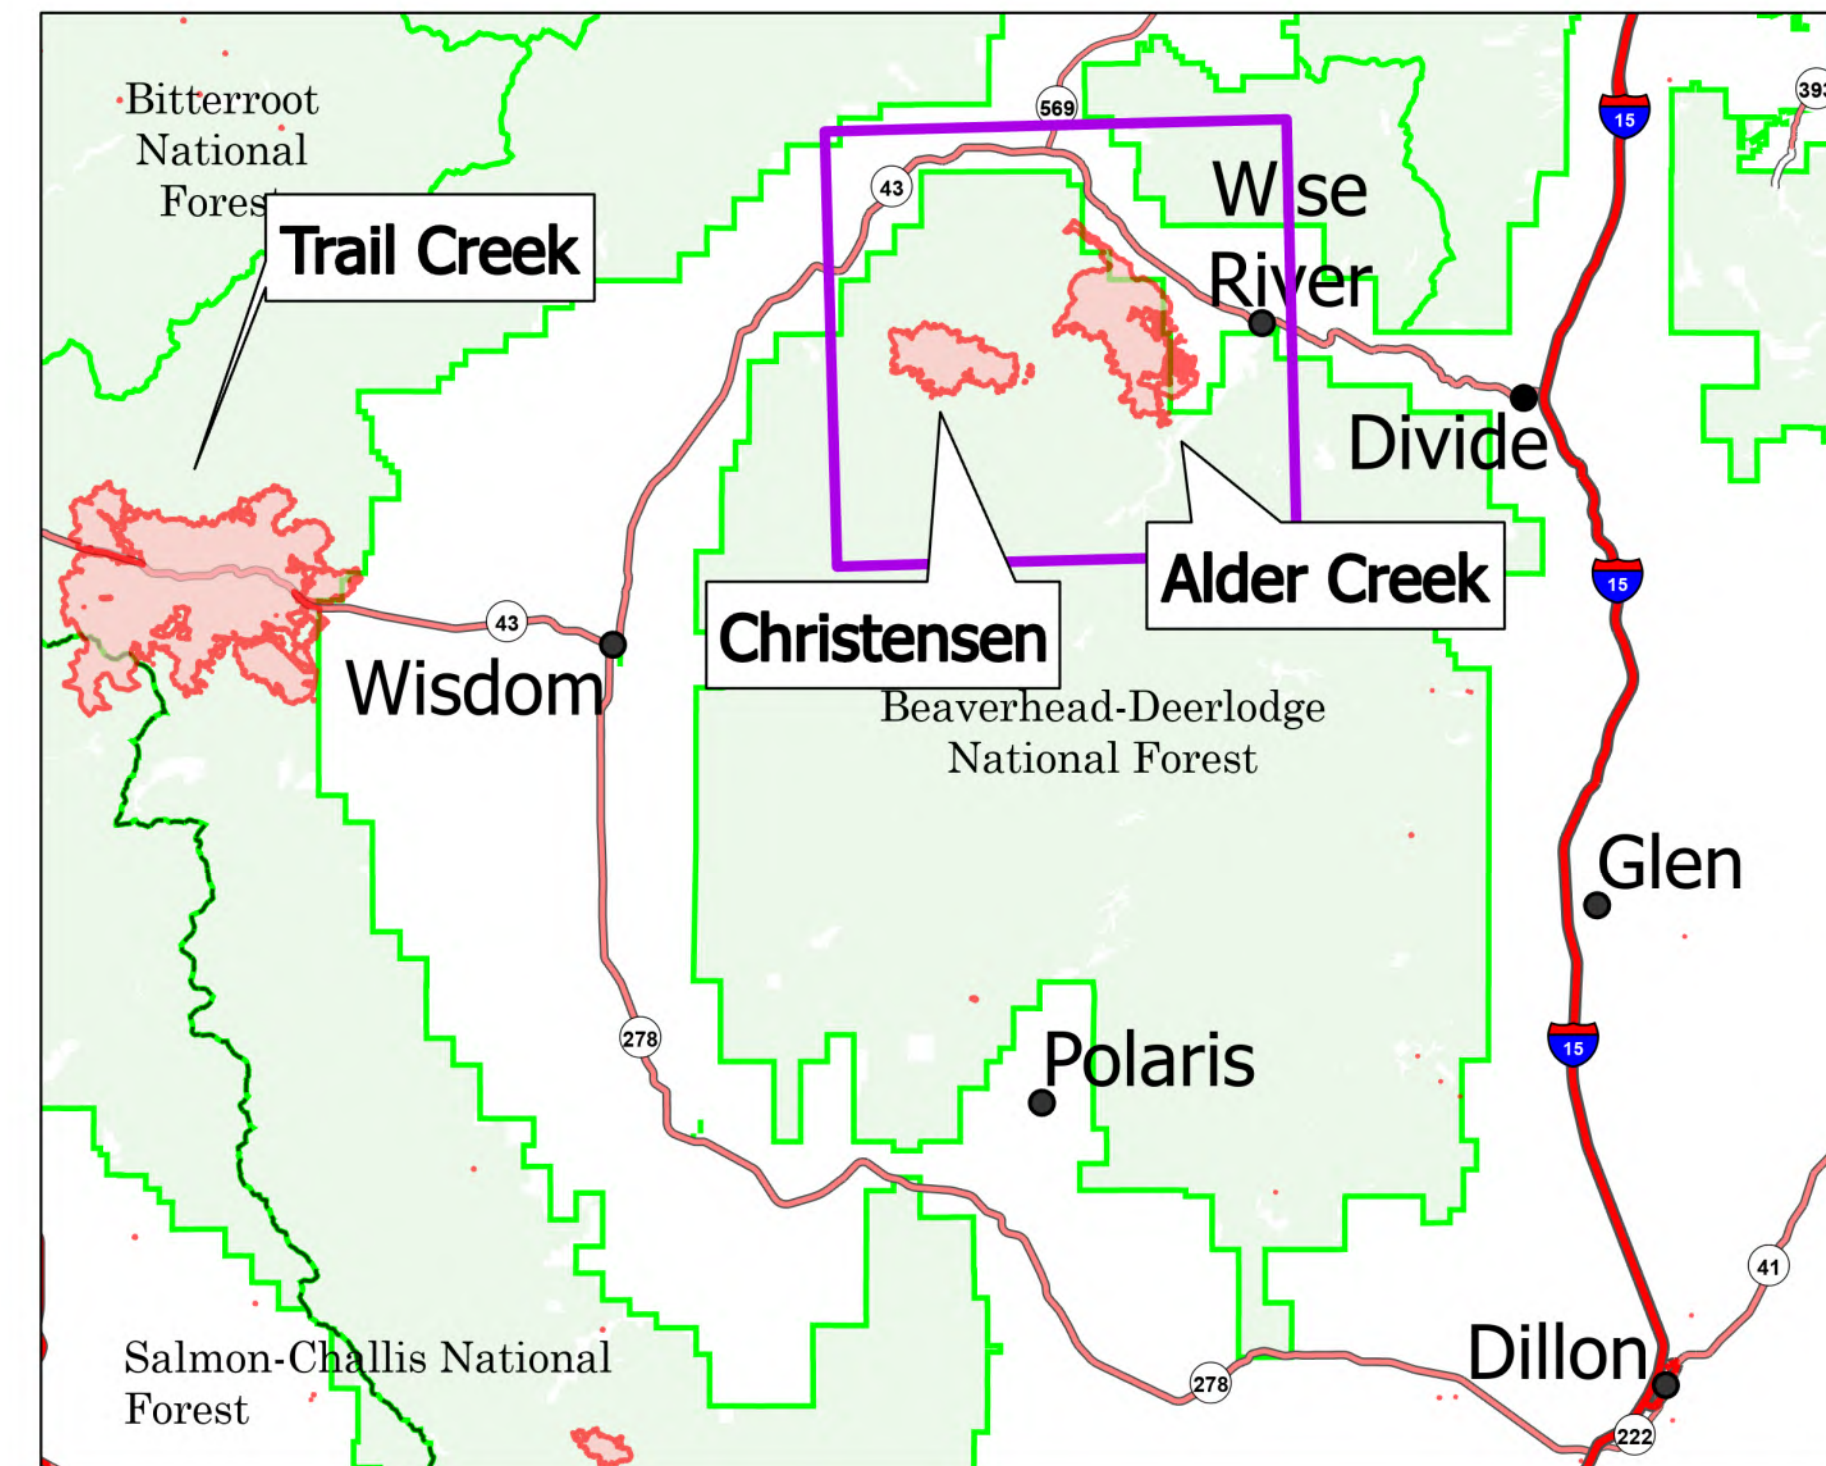 569
15
393
Bitterroot
National
Fores
43
Wise
River
Trail Creek
Divide
15
Alder Creek
43
Christensen
Wisdom
Beaverhead-Deerlodge
National Forest
Glen
278
Polaris
15
41
Salmon-Challis National
Forest
Dillon
278
222